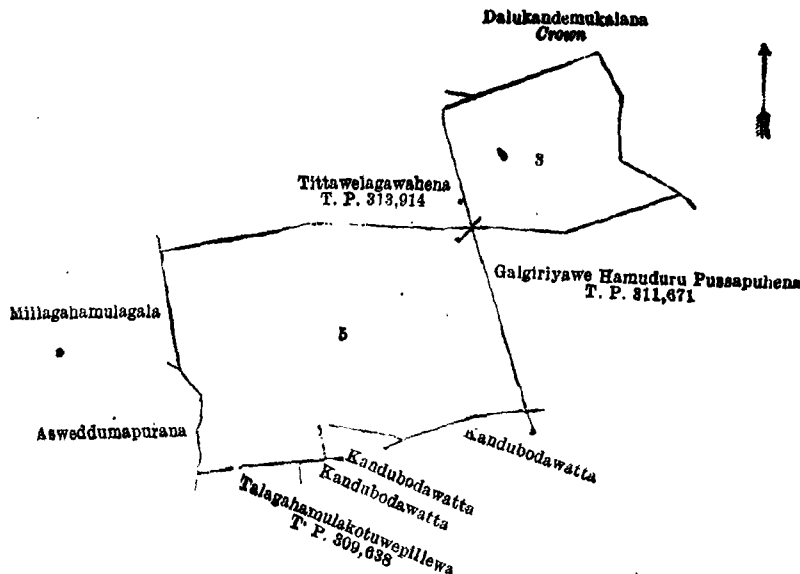 Dalukandemukalana
Crown
3
Tittawelagawahena
T. P. 313,914
Galgiriyawe Hamuduru Pussapuhena
T. P. 311,671
Millagahamulagala
5
Asweddumapurana
Kandubodawatta
Kandubodawatta
Kandubodawatta
Talagahamulakotuwepillewa
T. P. 309,638